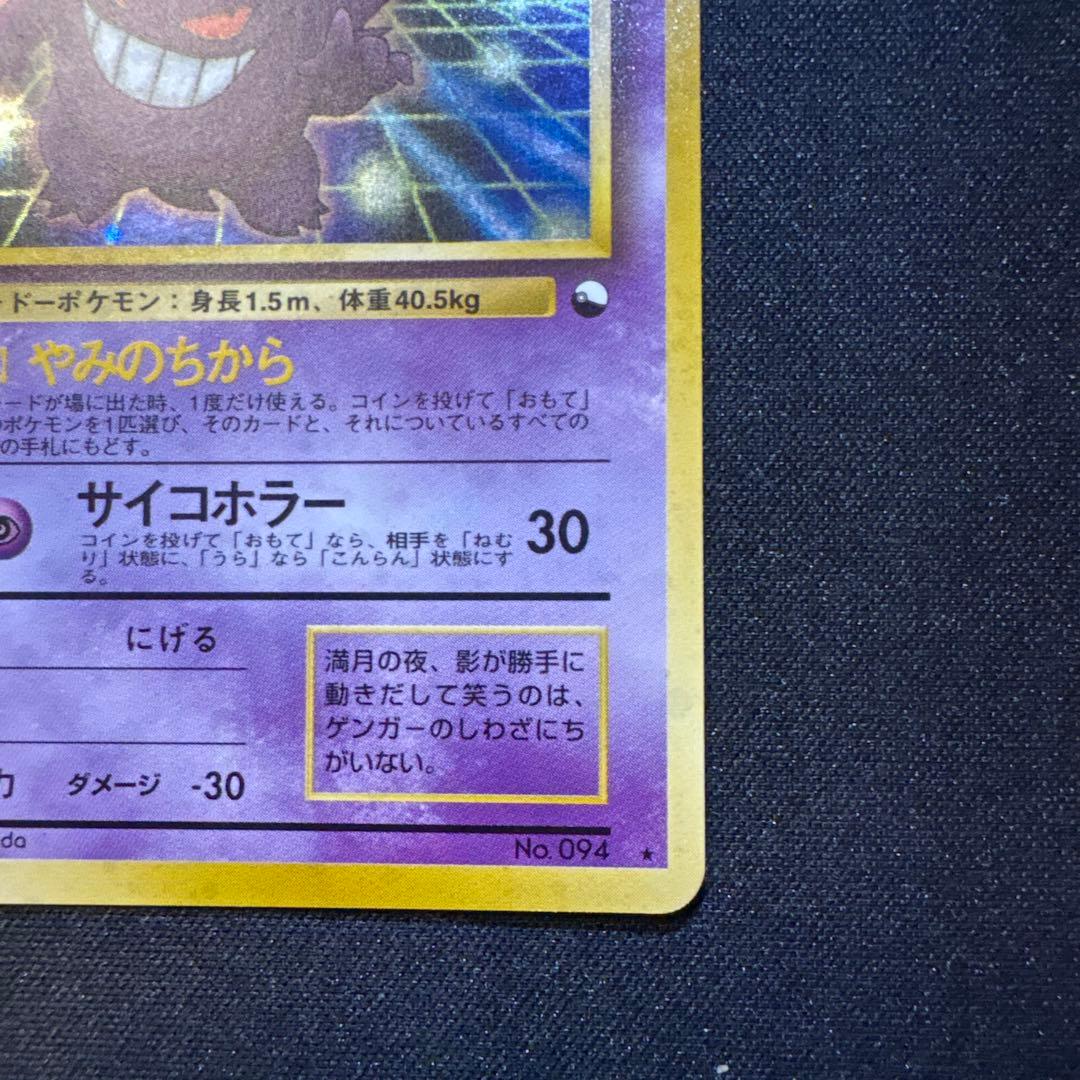 ドーポケモン：身長1.5m、体重40.5kg
やみのちから
ードが場に出た時、1度だけ使える。コインを投げて「おもて」
ポケモンを1匹選び、そのカードと、それについているすべての
の手札にもどす。
サイコホラー
30
コインを投げて「おもて」なら、相手を「ねむ
り」状態に、「うら」なら「こんらん」状態にす
る。
にげる
満月の夜、影が勝手に
動きだして笑うのは、
ゲンガーのしわざにち
がいない。
力 ダメージ -30
da
No. 094 ★